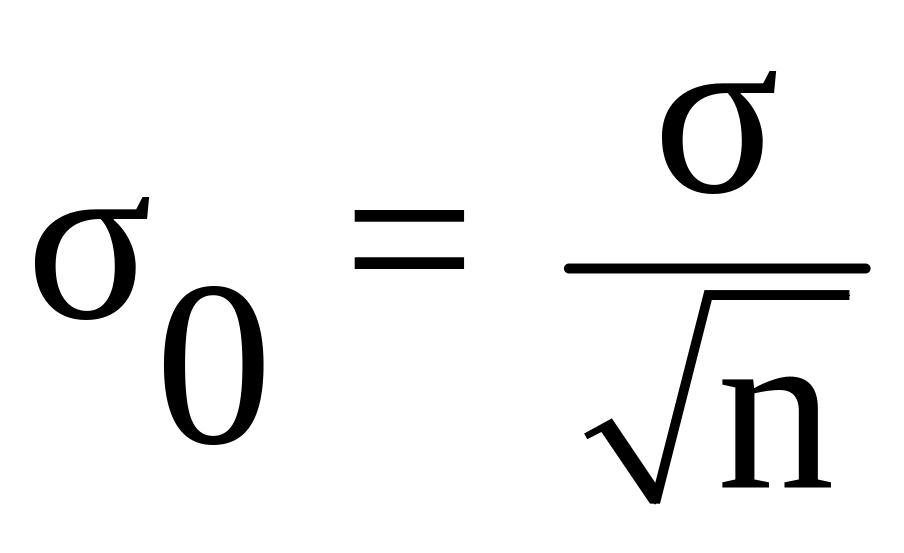 σ₀ = σ / √n